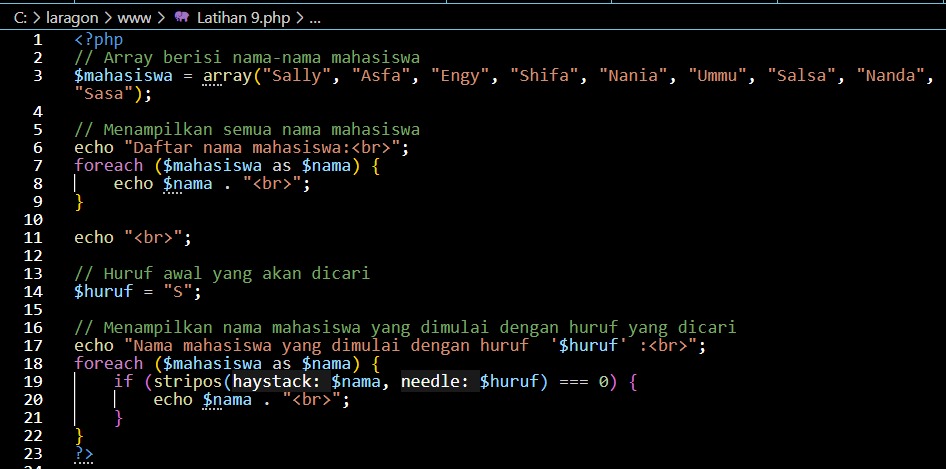 C: > laragon > www > Latihan 9.php > ...
1 <?php
2 // Array berisi nama-nama mahasiswa
3 $mahasiswa = array("Sally", "Asfa", "Engy", "Shifa", "Nania", "Ummu", "Salsa", "Nanda",
"Sasa");
4
5 // Menampilkan semua nama mahasiswa
6 echo "Daftar nama mahasiswa:<br>";
7 foreach ($mahasiswa as $nama) {
8     echo $nama . "<br>";
9 }
10
11 echo "<br>";
12
13 // Huruf awal yang akan dicari
14 $huruf = "S";
15
16 // Menampilkan nama mahasiswa yang dimulai dengan huruf yang dicari
17 echo "Nama mahasiswa yang dimulai dengan huruf  '$huruf' :<br>";
18 foreach ($mahasiswa as $nama) {
19     if (stripos(haystack: $nama, needle: $huruf) === 0) {
20         echo $nama . "<br>";
21     }
22 }
23 ?>